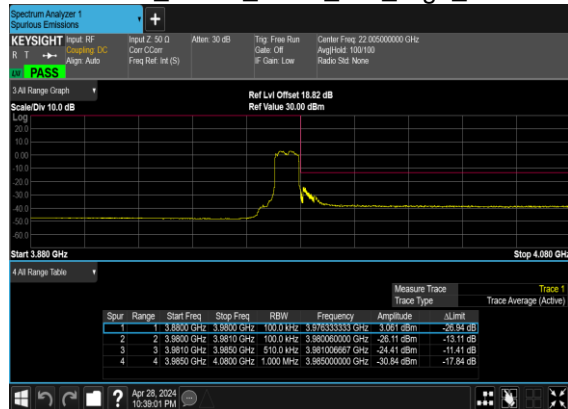 Spectrum Analyzer 1
Spurious Emissions
KEYSIGHT Input: RF Input Z: 50 Ω Atten: 30 dB Trig: Free Run Center Freq: 22.005000000 GHz
R T Coupling: DC Corr CCorr Gate: Off Avg|Hold: 100/100
Align: Auto Freq Ref: Int (S) IF Gain: Low Radio Std: None
PASS
3 All Range Graph
Ref Lvl Offset 18.82 dB
Scale/Div 10.0 dB Ref Value 30.00 dBm
Log
20.0
10.0
0.00
-10.0
-20.0
-30.0
-40.0
-50.0
-60.0
Start 3.880 GHz Stop 4.080 GHz
4 All Range Table
Measure Trace Trace 1
Trace Type Trace Average (Active)
Spur Range Start Freq Stop Freq RBW Frequency Amplitude ΔLimit
1 1 3.8800 GHz 3.9800 GHz 100.0 kHz 3.976333333 GHz 3.061 dBm -26.94 dB
2 2 3.9800 GHz 3.9810 GHz 100.0 kHz 3.980060000 GHz -26.11 dBm -13.11 dB
3 3 3.9810 GHz 3.9850 GHz 510.0 kHz 3.981006667 GHz -24.41 dBm -11.41 dB
4 4 3.9850 GHz 4.0800 GHz 1.000 MHz 3.985000000 GHz -30.84 dBm -17.84 dB
? Apr 28, 2024
10:39:01 PM